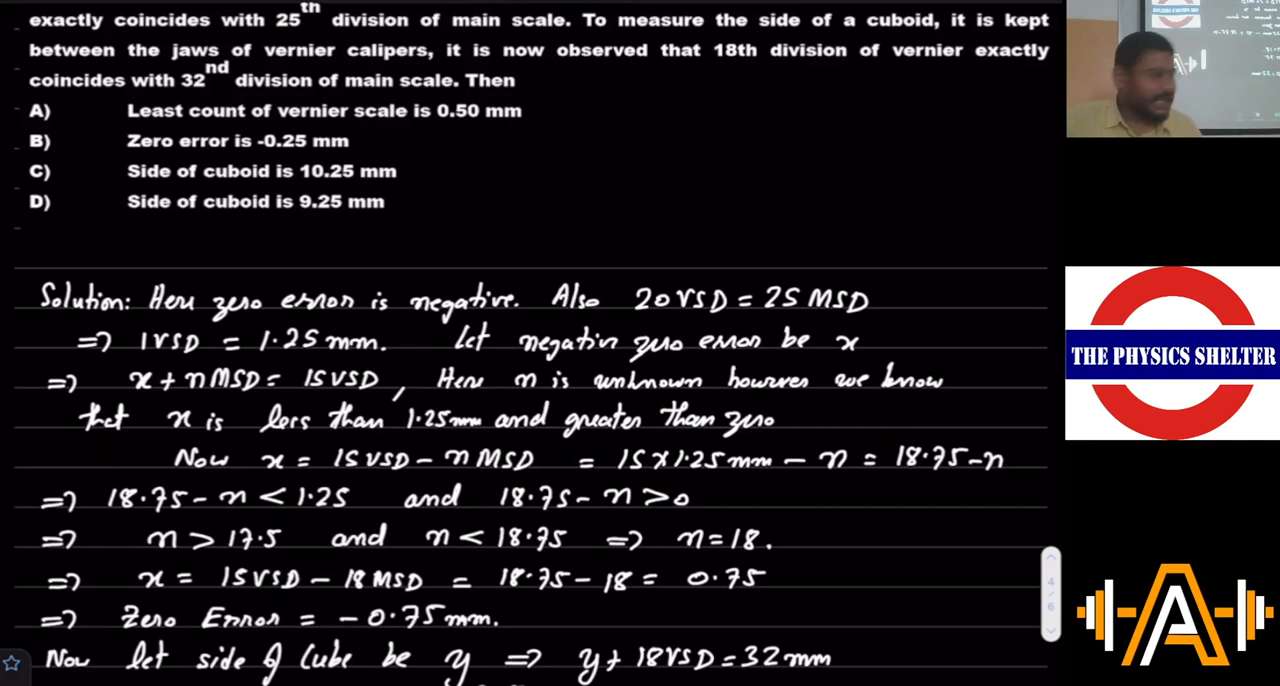 exactly coincides with 25th division of main scale. To measure the side of a cuboid, it is kept
between the jaws of vernier calipers, it is now observed that 18th division of vernier exactly
coincides with 32nd division of main scale. Then
A) Least count of vernier scale is 0.50 mm
B) Zero error is -0.25 mm
C) Side of cuboid is 10.25 mm
D) Side of cuboid is 9.25 mm
Solution: Here zero error is negative. Also 20 VSD = 25 MSD
=> 1 VSD = 1.25 mm. Let negative zero error be x
=> x + n MSD = 15 VSD, Here n is unknown however we know
that x is less than 1.25mm and greater than zero
Now x = 15 VSD - n MSD = 15 x 1.25 mm - n = 18.75 - n
=> 18.75 - n < 1.25 and 18.75 - n > 0
=> n > 17.5 and n < 18.75 => n = 18.
=> x = 15 VSD - 18 MSD = 18.75 - 18 = 0.75
=> Zero Error = - 0.75 mm.
Now let side of cube be y => y + 18 VSD = 32 mm
THE PHYSICS SHELTER
4/6
A